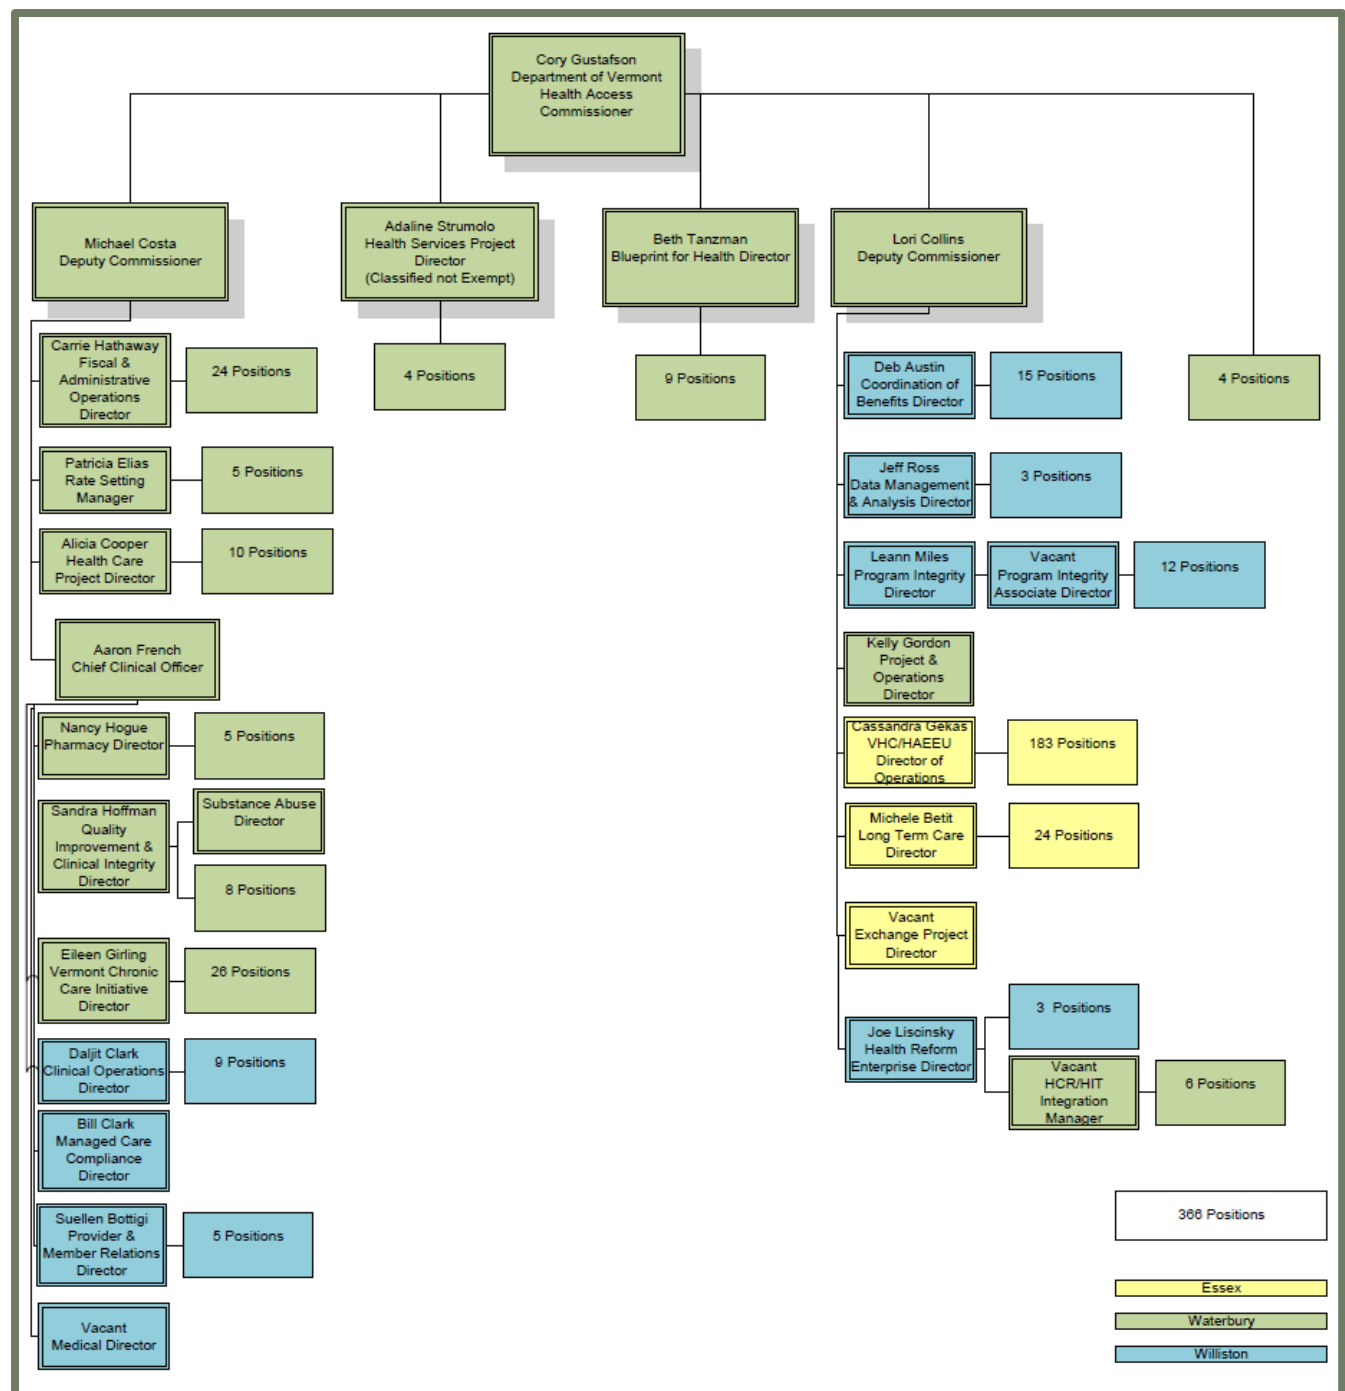 Cory Gustafson
Department of Vermont
Health Access
Commissioner
Michael Costa
Deputy Commissioner
Adaline Strumolo
Health Services Project
Director
(Classified not Exempt)
Beth Tanzman
Blueprint for Health Director
Lori Collins
Deputy Commissioner
Carrie Hathaway
Fiscal &
Administrative
Operations
Director
24 Positions
4 Positions
9 Positions
Deb Austin
Coordination of
Benefits Director
15 Positions
4 Positions
Patricia Elias
Rate Setting
Manager
5 Positions
Jeff Ross
Data Management
& Analysis Director
3 Positions
Alicia Cooper
Health Care
Project Director
10 Positions
Leann Miles
Program Integrity
Director
Vacant
Program Integrity
Associate Director
12 Positions
Aaron French
Chief Clinical Officer
Kelly Gordon
Project &
Operations
Director
Nancy Hogue
Pharmacy Director
5 Positions
Cassandra Gekas
VHC/HAEEU
Director of
Operations
183 Positions
Sandra Hoffman
Quality
Improvement &
Clinical Integrity
Director
Substance Abuse
Director
8 Positions
Michele Betit
Long Term Care
Director
24 Positions
Eileen Girling
Vermont Chronic
Care Initiative
Director
26 Positions
Vacant
Exchange Project
Director
Daljit Clark
Clinical Operations
Director
9 Positions
Joe Liscinsky
Health Reform
Enterprise Director
3 Positions
Vacant
HCR/HIT
Integration
Manager
6 Positions
Bill Clark
Managed Care
Compliance
Director
Suellen Bottigi
Provider &
Member Relations
Director
5 Positions
Vacant
Medical Director
366 Positions
Essex
Waterbury
Williston